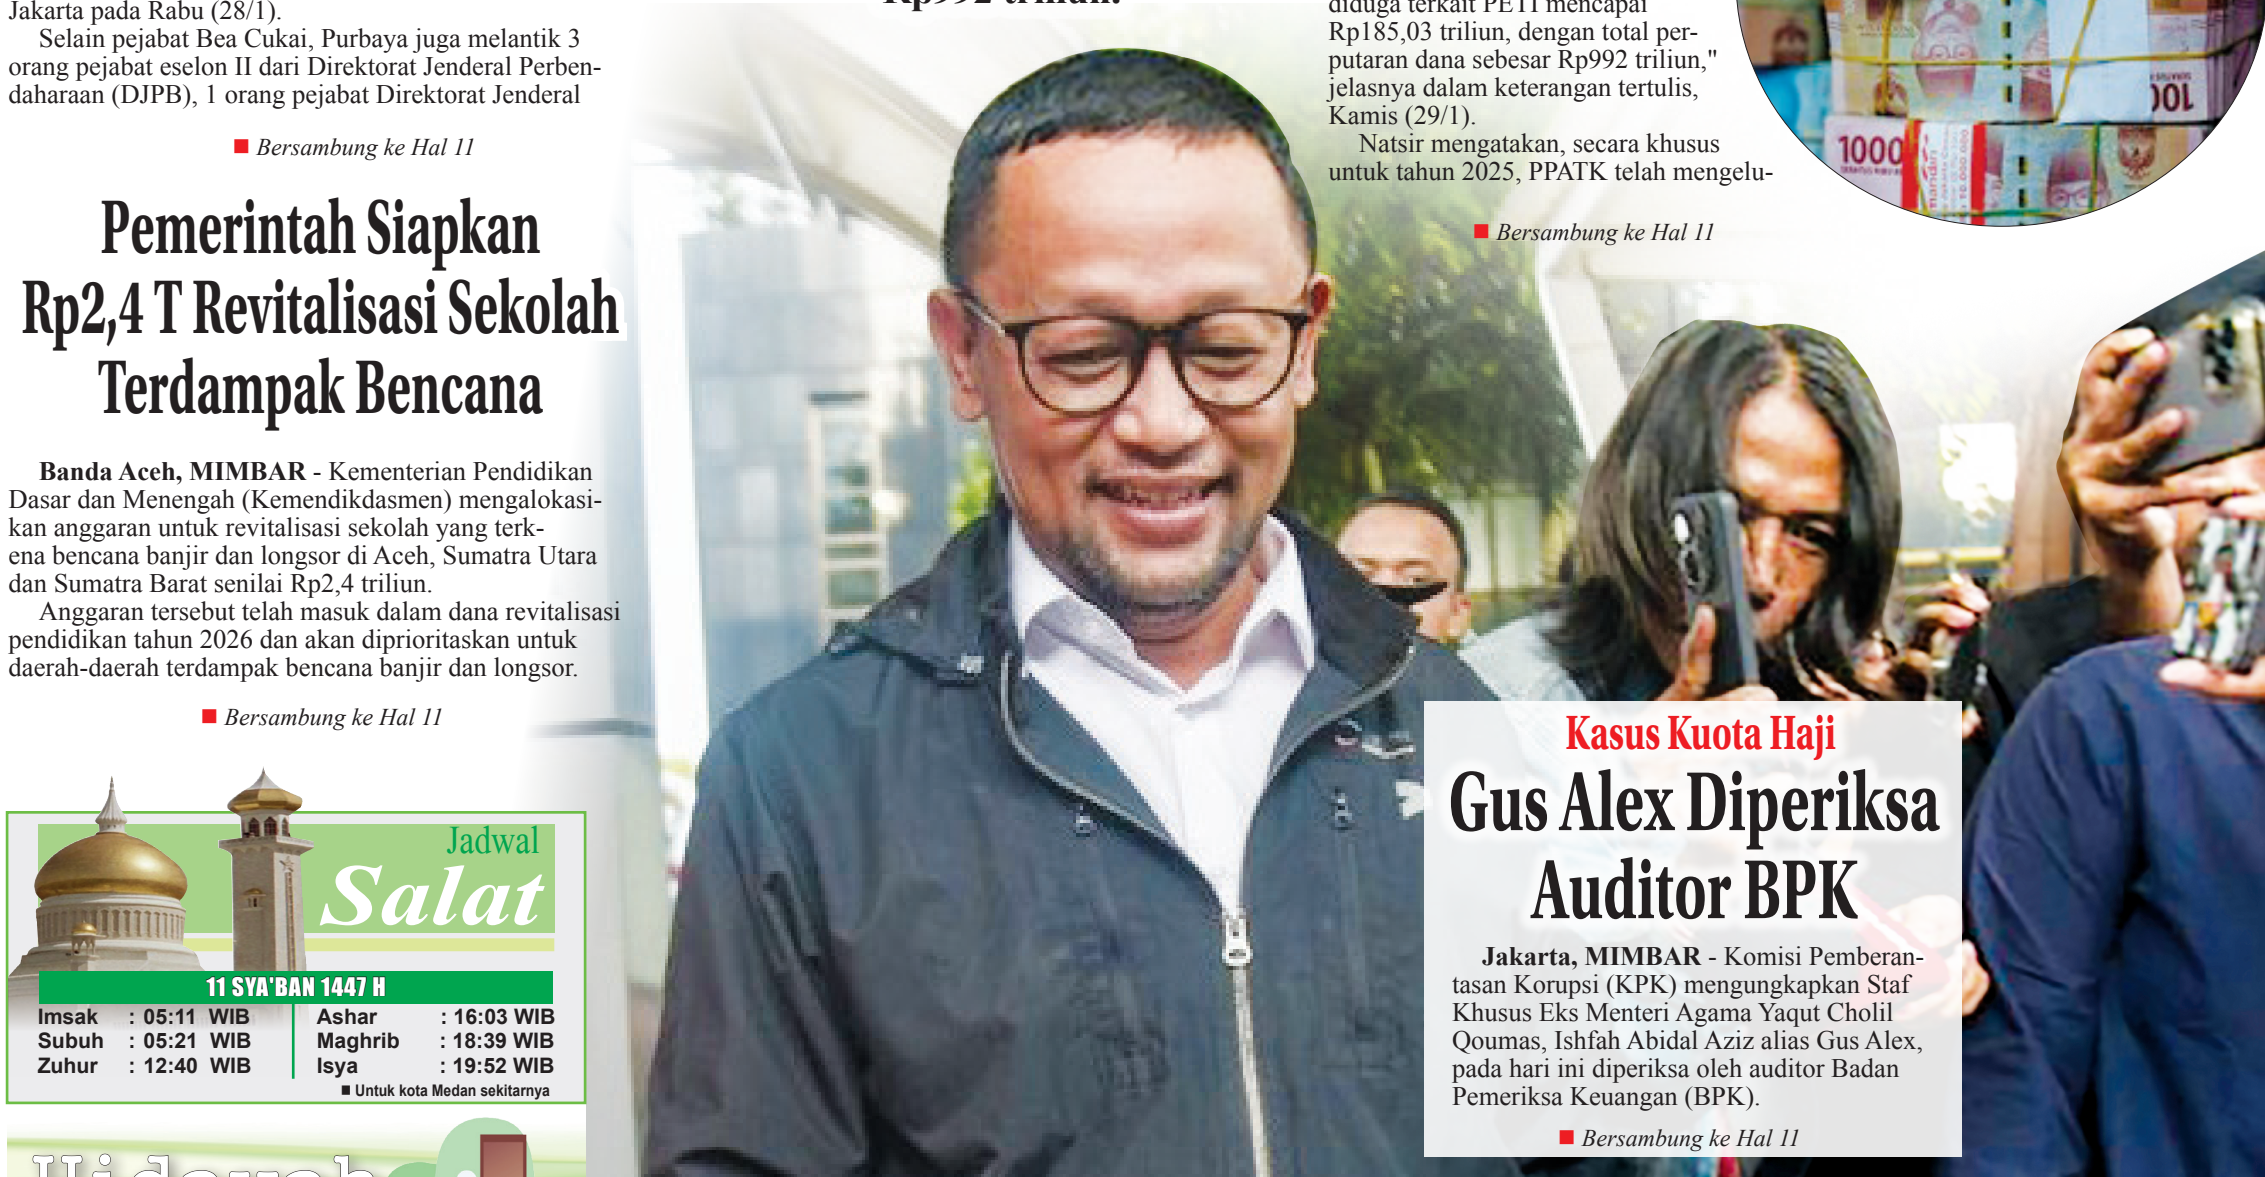 Jakarta pada Rabu (28/1).
Selain pejabat Bea Cukai, Purbaya juga melantik 3
orang pejabat eselon II dari Direktorat Jenderal Perben-
daharaan (DJPB), 1 orang pejabat Direktorat Jenderal
■ Bersambung ke Hal 11
Pemerintah Siapkan
Rp2,4 T Revitalisasi Sekolah
Terdampak Bencana
Banda Aceh, MIMBAR - Kementerian Pendidikan
Dasar dan Menengah (Kemendikdasmen) mengalokasi-
kan anggaran untuk revitalisasi sekolah yang terk-
ena bencana banjir dan longsor di Aceh, Sumatra Utara
dan Sumatra Barat senilai Rp2,4 triliun.
Anggaran tersebut telah masuk dalam dana revitalisasi
pendidikan tahun 2026 dan akan diprioritaskan untuk
daerah-daerah terdampak bencana banjir dan longsor.
■ Bersambung ke Hal 11
Jadwal
Salat
11 SYA'BAN 1447 H
Imsak : 05:11 WIB
Subuh : 05:21 WIB
Zuhur : 12:40 WIB
Ashar : 16:03 WIB
Maghrib : 18:39 WIB
Isya : 19:52 WIB
■ Untuk kota Medan sekitarnya
Hidayah
Rp992 triliun.
diduga terkait PETI mencapai
Rp185,03 triliun, dengan total per-
putaran dana sebesar Rp992 triliun,"
jelasnya dalam keterangan tertulis,
Kamis (29/1).
Natsir mengatakan, secara khusus
untuk tahun 2025, PPATK telah mengelu-
■ Bersambung ke Hal 11
100
1000
Kasus Kuota Haji
Gus Alex Diperiksa
Auditor BPK
Jakarta, MIMBAR - Komisi Pemberan-
tasan Korupsi (KPK) mengungkapkan Staf
Khusus Eks Menteri Agama Yaqut Cholil
Qoumas, Ishfah Abidal Aziz alias Gus Alex,
pada hari ini diperiksa oleh auditor Badan
Pemeriksa Keuangan (BPK).
■ Bersambung ke Hal 11